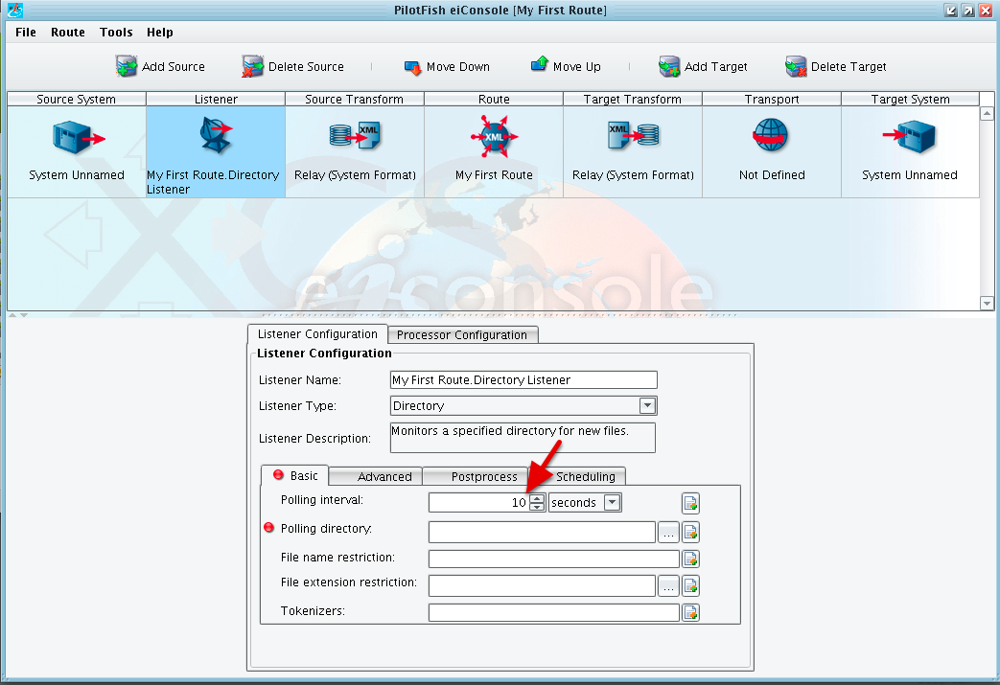 PilotFish eiConsole [My First Route]
File Route Tools Help
Add Source Delete Source Move Down Move Up Add Target Delete Target
Source System Listener Source Transform Route Target Transform Transport Target System
XML XML XML
System Unnamed My First Route.Directory Relay (System Format) My First Route Relay (System Format) Not Defined System Unnamed
Listener
eiconsole
Listener Configuration Processor Configuration
Listener Configuration
Listener Name: My First Route.Directory Listener
Listener Type: Directory
Listener Description: Monitors a specified directory for new files.
Basic Advanced Postprocess Scheduling
Polling interval: 10 seconds
Polling directory: ...
File name restriction:
File extension restriction: ...
Tokenizers: